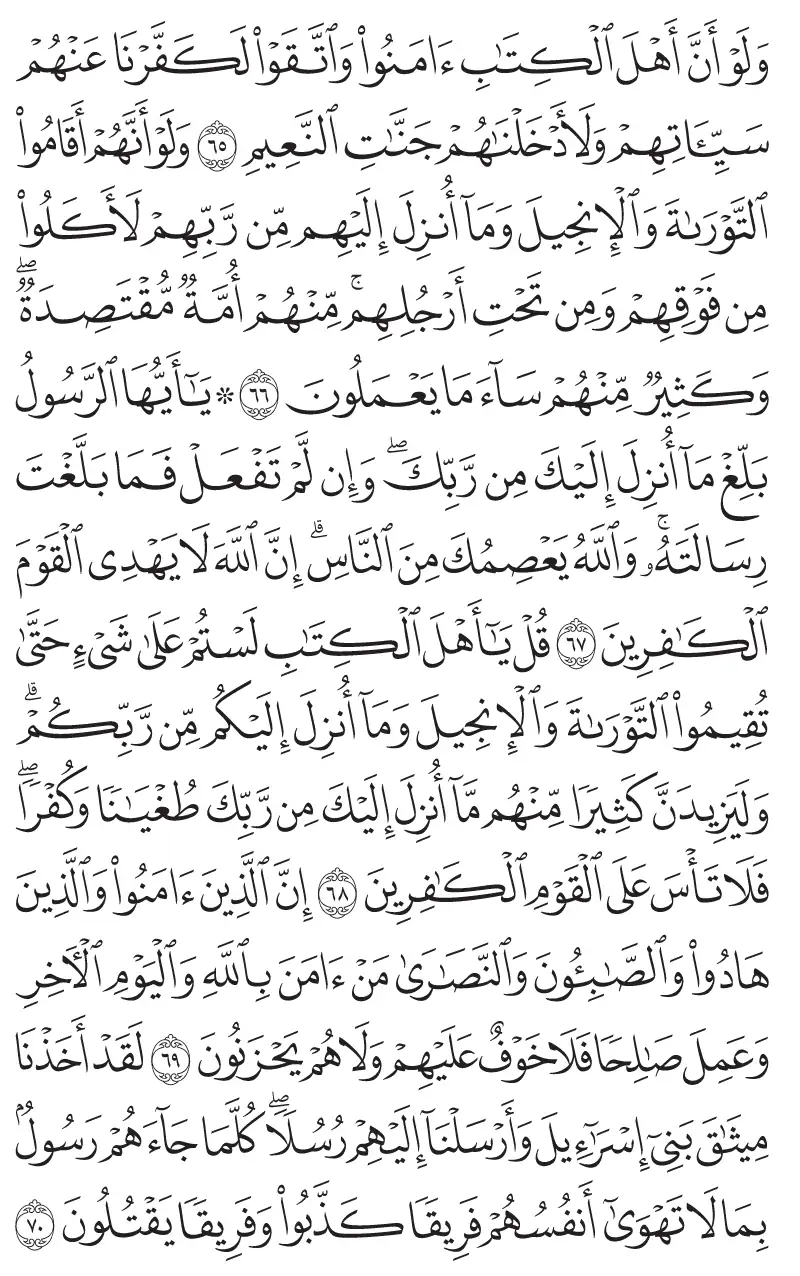 وَلَوۡ أَنَّ أَهۡلَ ٱلۡكِتَٰبِ ءَامَنُواْ وَٱتَّقَوۡاْ لَكَفَّرۡنَا عَنۡهُمۡ
سَيِّـَٔاتِهِمۡ وَلَأَدۡخَلۡنَٰهُمۡ جَنَّٰتِ ٱلنَّعِيمِ ٦٥ وَلَوۡ أَنَّهُمۡ أَقَامُواْ
ٱلتَّوۡرَىٰةَ وَٱلۡإِنجِيلَ وَمَآ أُنزِلَ إِلَيۡهِم مِّن رَّبِّهِمۡ لَأَكَلُواْ
مِن فَوۡقِهِمۡ وَمِن تَحۡتِ أَرۡجُلِهِمۚ مِّنۡهُمۡ أُمَّةٞ مُّقۡتَصِدَةٞۖ
وَكَثِيرٞ مِّنۡهُمۡ سَآءَ مَا يَعۡمَلُونَ ٦٦ ۞ يَٰٓأَيُّهَا ٱلرَّسُولُ
بَلِّغۡ مَآ أُنزِلَ إِلَيۡكَ مِن رَّبِّكَۖ وَإِن لَّمۡ تَفۡعَلۡ فَمَا بَلَّغۡتَ
رِسَالَتَهُۥۚ وَٱللَّهُ يَعۡصِمُكَ مِنَ ٱلنَّاسِۗ إِنَّ ٱللَّهَ لَا يَهۡدِي ٱلۡقَوۡمَ
ٱلۡكَٰفِرِينَ ٦٧ قُلۡ يَٰٓأَهۡلَ ٱلۡكِتَٰبِ لَسۡتُمۡ عَلَىٰ شَيۡءٍ حَتَّىٰ
تُقِيمُواْ ٱلتَّوۡرَىٰةَ وَٱلۡإِنجِيلَ وَمَآ أُنزِلَ إِلَيۡكُم مِّن رَّبِّكُمۡۗ
وَلَيَزِيدَنَّ كَثِيرٗا مِّنۡهُم مَّآ أُنزِلَ إِلَيۡكَ مِن رَّبِّكَ طُغۡيَٰنٗا وَكُفۡرٗاۖ
فَلَا تَأۡسَ عَلَى ٱلۡقَوۡمِ ٱلۡكَٰفِرِينَ ٦٨ إِنَّ ٱلَّذِينَ ءَامَنُواْ وَٱلَّذِينَ
هَادُواْ وَٱلصَّٰبِـُٔونَ وَٱلنَّصَٰرَىٰ مَنۡ ءَامَنَ بِٱللَّهِ وَٱلۡيَوۡمِ ٱلۡأٓخِرِ
وَعَمِلَ صَٰلِحٗا فَلَا خَوۡفٌ عَلَيۡهِمۡ وَلَا هُمۡ يَحۡزَنُونَ ٦٩ لَقَدۡ أَخَذۡنَا
مِيثَٰقَ بَنِيٓ إِسۡرَٰٓءِيلَ وَأَرۡسَلۡنَآ إِلَيۡهِمۡ رُسُلٗاۖ كُلَّمَا جَآءَهُمۡ رَسُولُۢ
بِمَا لَا تَهۡوَىٰٓ أَنفُسُهُمۡ فَرِيقٗا كَذَّبُواْ وَفَرِيقٗا يَقۡتُلُونَ ٧٠